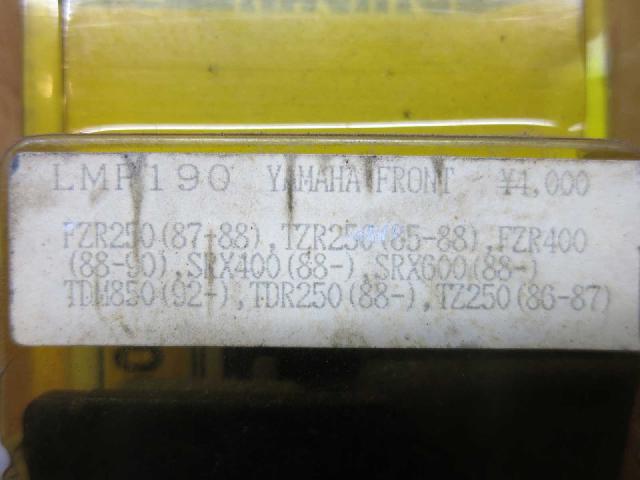 LMP190 YAMAHA FRONT ¥4,000
FZR250(87-88),TZR250(85-88),FZR400
(88-90),SRX400(88-),SRX600(88-)
TDM850(92-),TDR250(88-),TZ250(86-87)